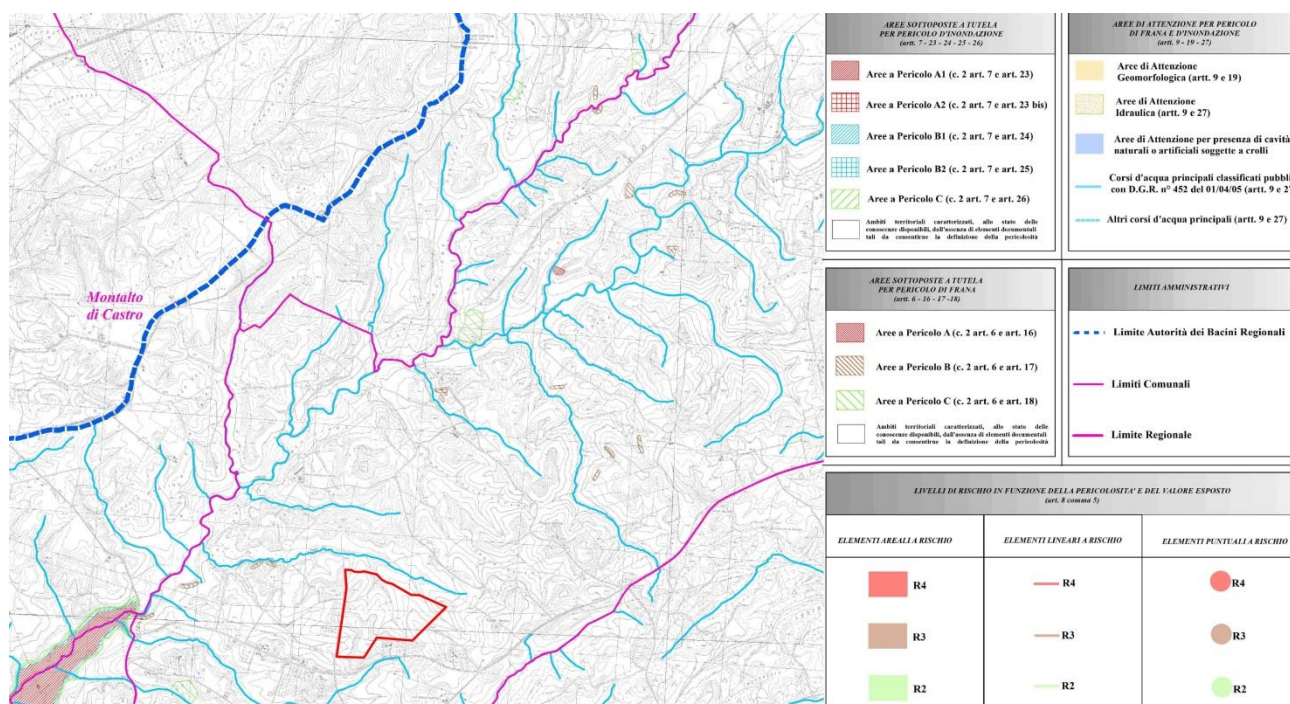 Montalto
di Castro
AREE SOTTOPOSTE A TUTELA
PER PERICOLO D'INONDAZIONE
(artt. 7 - 23 - 24 - 25 - 26)
Aree a Pericolo A1 (c. 2 art. 7 e art. 23)
Aree a Pericolo A2 (c. 2 art. 7 e art. 23 bis)
Aree a Pericolo B1 (c. 2 art. 7 e art. 24)
Aree a Pericolo B2 (c. 2 art. 7 e art. 25)
Aree a Pericolo C (c. 2 art. 7 e art. 26)
Ambiti territoriali caratterizzati, allo stato delle
conoscenze disponibili, dall'assenza di elementi documentali
tali da consentirne la definizione della pericolosità
AREE DI ATTENZIONE PER PERICOLO
DI FRANA E D'INONDAZIONE
(artt. 9 - 19 - 27)
Aree di Attenzione
Geomorfologica (artt. 9 e 19)
Aree di Attenzione
Idraulica (artt. 9 e 27)
Aree di Attenzione per presenza di cavità
naturali o artificiali soggette a crolli
Corsi d'acqua principali classificati pubbli
con D.G.R. n° 452 del 01/04/05 (artt. 9 e 27
Altri corsi d'acqua principali (artt. 9 e 27)
AREE SOTTOPOSTE A TUTELA
PER PERICOLO DI FRANA
(artt. 6 - 16 - 17 -18)
Aree a Pericolo A (c. 2 art. 6 e art. 16)
Aree a Pericolo B (c. 2 art. 6 e art. 17)
Aree a Pericolo C (c. 2 art. 6 e art. 18)
Ambiti territoriali caratterizzati, allo stato delle
conoscenze disponibili, dall'assenza di elementi documentali
tali da consentirne la definizione della pericolosità
LIMITI AMMINISTRATIVI
Limite Autorità dei Bacini Regionali
Limiti Comunali
Limite Regionale
LIVELLI DI RISCHIO IN FUNZIONE DELLA PERICOLOSITA' E DEL VALORE ESPOSTO
(art. 8 comma 5)
ELEMENTI AREALI A RISCHIO
ELEMENTI LINEARI A RISCHIO
ELEMENTI PUNTUALI A RISCHIO
R4
R4
R4
R3
R3
R3
R2
R2
R2